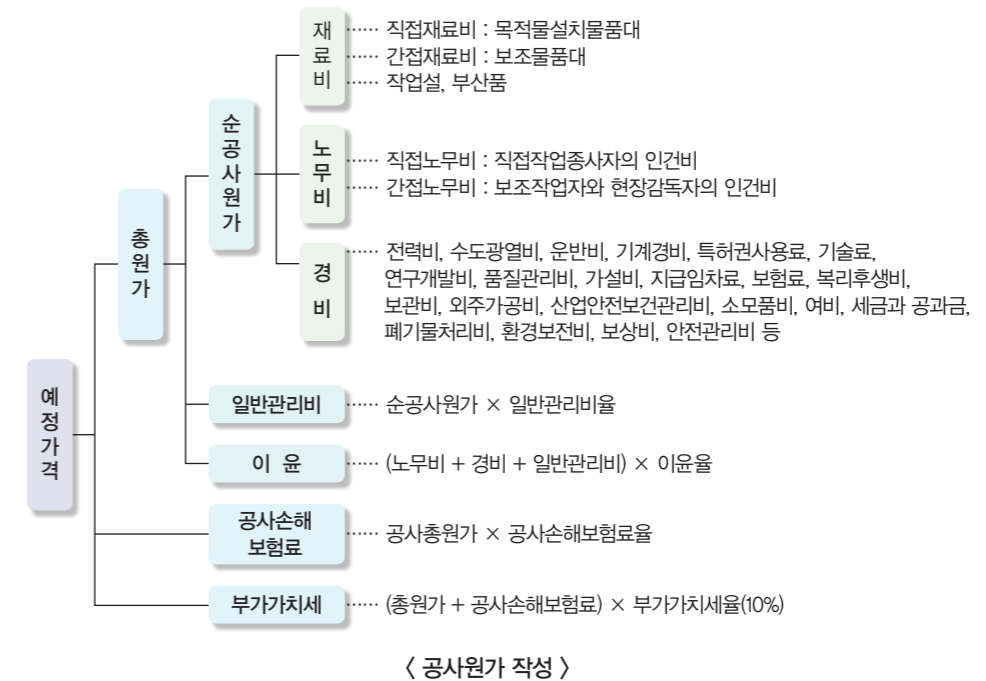 재료비
직접재료비 : 목적물설치물품대
간접재료비 : 보조물품대
작업설, 부산품
순공사원가
노무비
직접노무비 : 직접작업종사자의 인건비
간접노무비 : 보조작업자와 현장감독자의 인건비
총원가
경비
전력비, 수도광열비, 운반비, 기계경비, 특허권사용료, 기술료,
연구개발비, 품질관리비, 가설비, 지급임차료, 보험료, 복리후생비,
보관비, 외주가공비, 산업안전보건관리비, 소모품비, 여비, 세금과 공과금,
폐기물처리비, 환경보전비, 보상비, 안전관리비 등
예정가격
일반관리비
순공사원가 × 일반관리비율
이 윤
(노무비 + 경비 + 일반관리비) × 이윤율
공사손해
보험료
공사총원가 × 공사손해보험료율
부가가치세
(총원가 + 공사손해보험료) × 부가가치세율(10%)
〈 공사원가 작성 〉